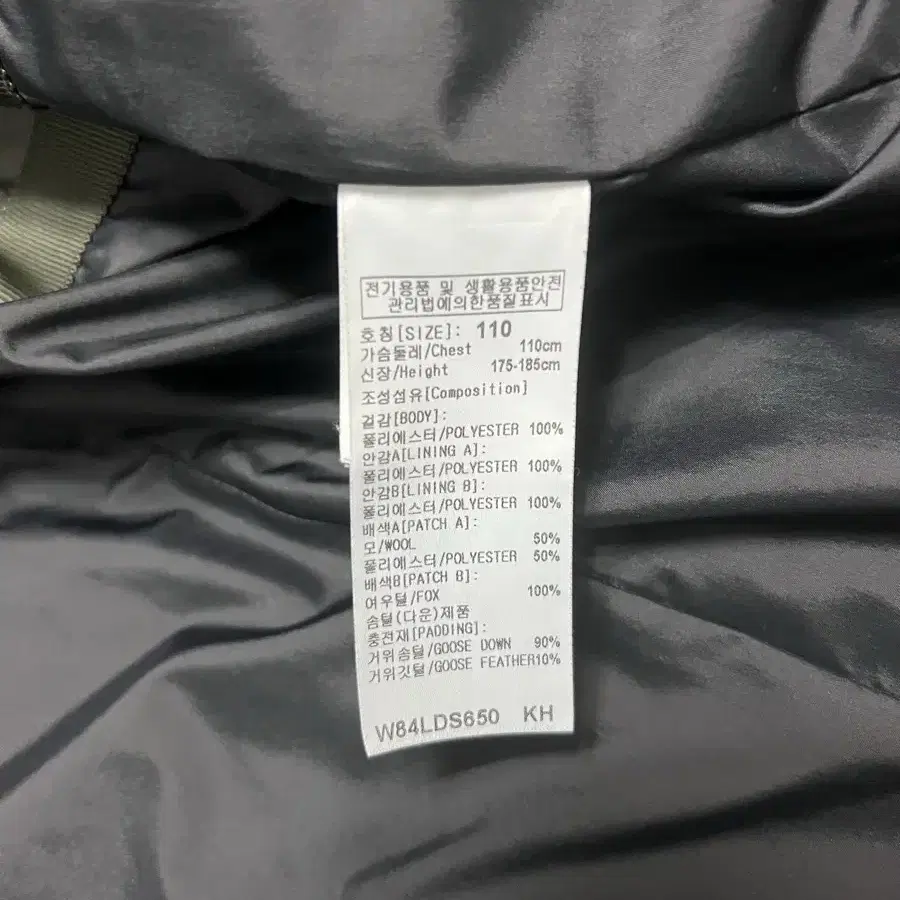 전기용품 및 생활용품안전
관리법에의한품질표시
호칭[SIZE]: 110
가슴둘레/Chest 110cm
신장/Height 175-185cm
조성섬유[Composition]
겉감[BODY]:
폴리에스터/POLYESTER 100%
안감A[LINING A]:
폴리에스터/POLYESTER 100%
안감B[LINING B]:
폴리에스터/POLYESTER 100%
배색A[PATCH A]:
모/WOOL 50%
폴리에스터/POLYESTER 50%
배색B[PATCH B]:
여우털/FOX 100%
솜털(다운)제품
충전재[PADDING]:
거위솜털/GOOSE DOWN 90%
거위깃털/GOOSE FEATHER10%
W84LDS650 KH